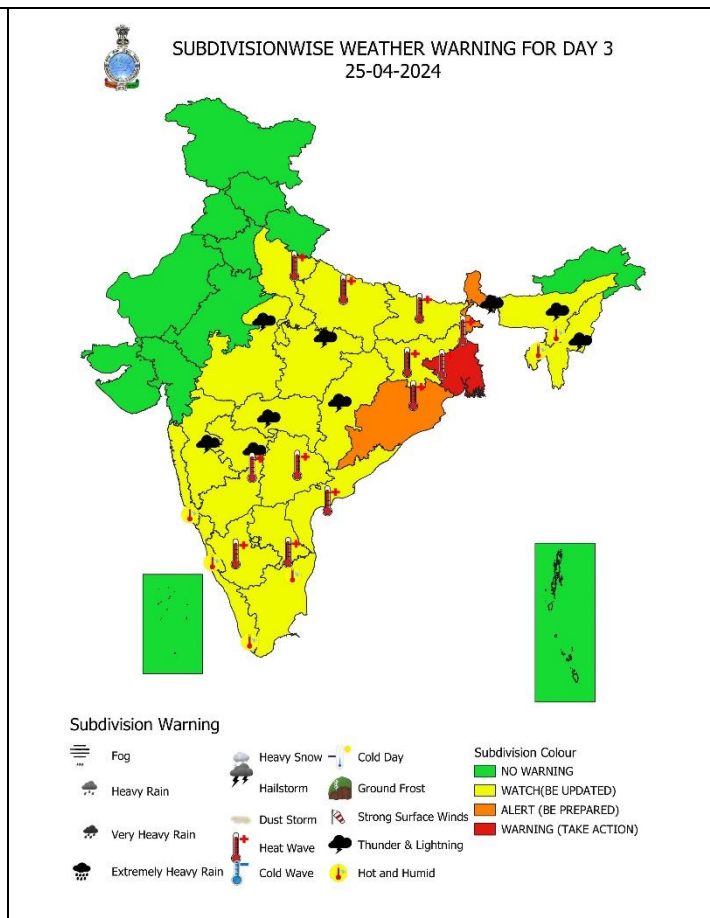 SUBDIVISIONWISE WEATHER WARNING FOR DAY 3
25-04-2024
Subdivision Warning
Fog
Heavy Rain
Very Heavy Rain
Extremely Heavy Rain
Heavy Snow
Hailstorm
Dust Storm
Heat Wave
Cold Wave
Cold Day
Ground Frost
Strong Surface Winds
Thunder & Lightning
Hot and Humid
Subdivision Colour
NO WARNING
WATCH(BE UPDATED)
ALERT (BE PREPARED)
WARNING (TAKE ACTION)